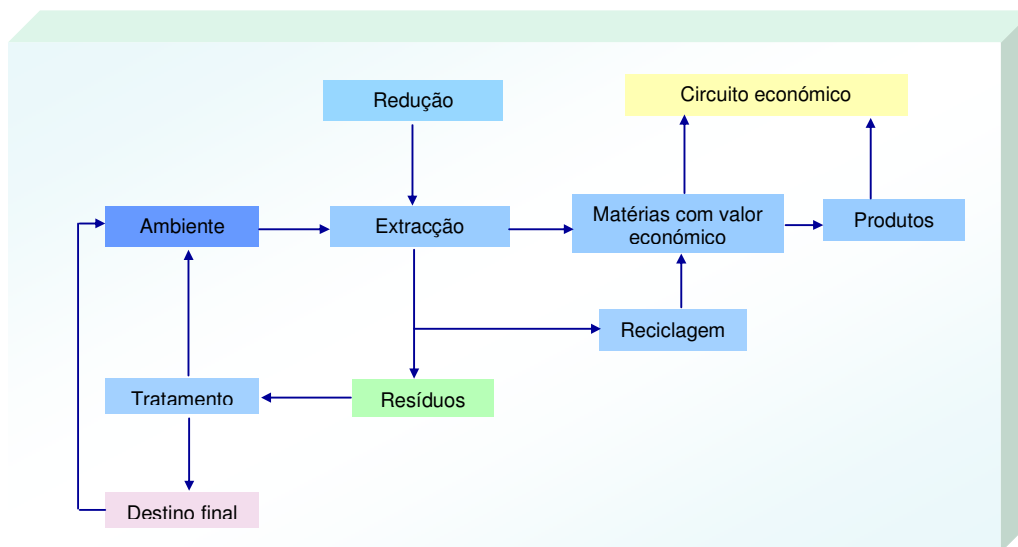 Redução
Circuito económico
Ambiente
Extracção
Matérias com valor
económico
Produtos
Reciclagem
Tratamento
Resíduos
Destino final